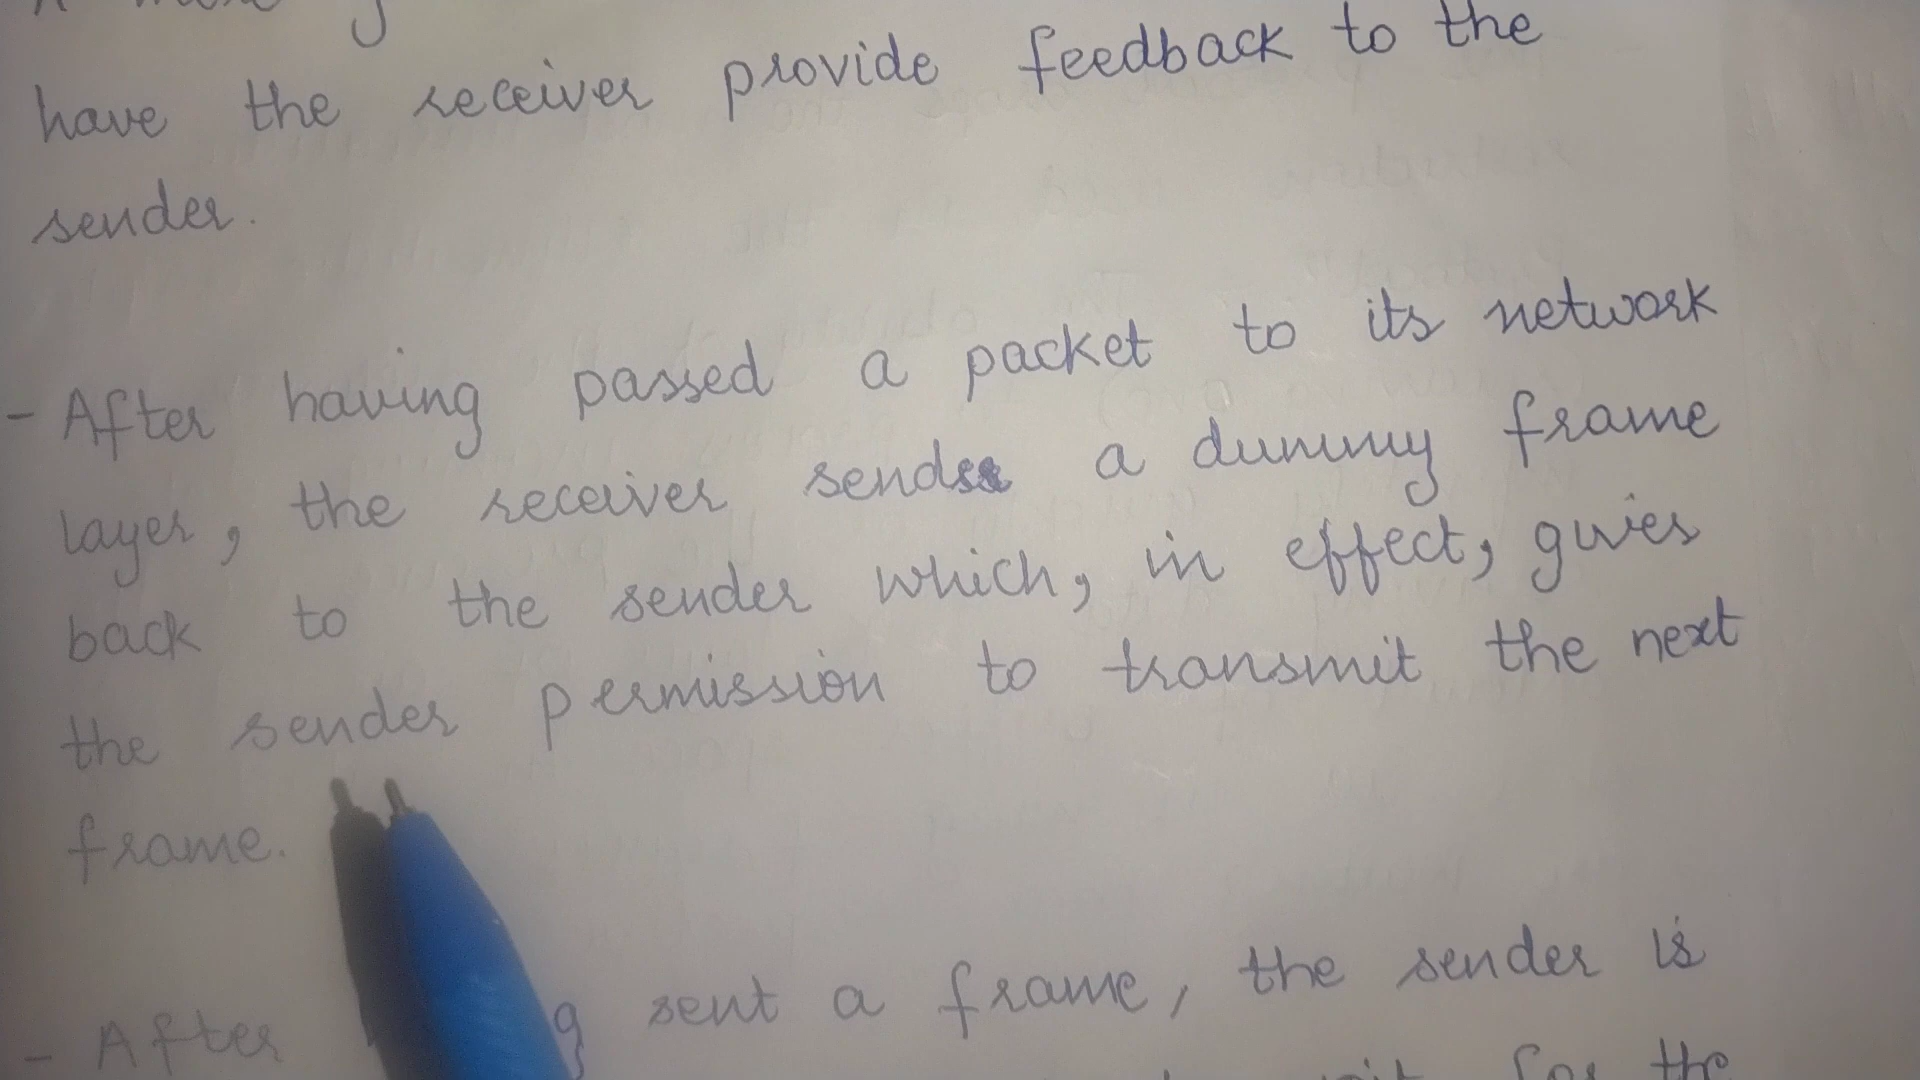 have the receiver provide feedback to the
sender.
- After having passed a packet to its network
layer, the receiver sends a dummy frame
back to the sender which, in effect, gives
the sender permission to transmit the next
frame.
- After sent a frame, the sender is
for the